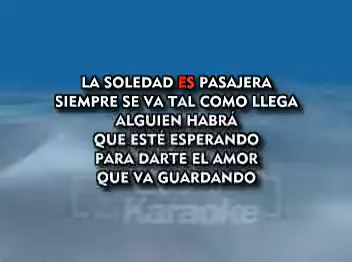 LA SOLEDAD ES PASAJERA
SIEMPRE SE VA TAL COMO LLEGA
ALGUIEN HABRÁ
QUE ESTÉ ESPERANDO
PARA DARTE EL AMOR
QUE VA GUARDANDO
Karaoke